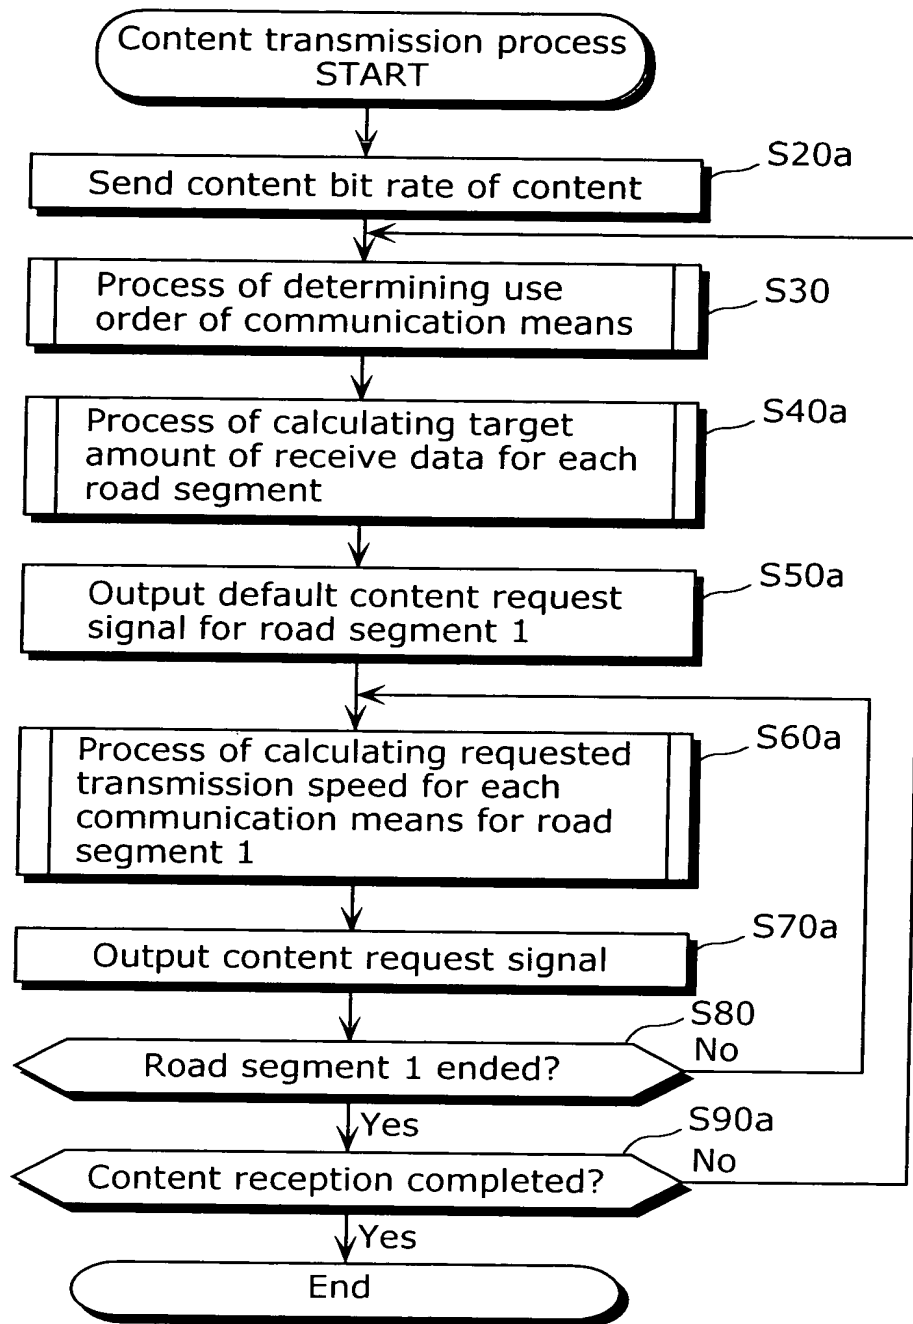 Content transmission process
START
S20a
Send content bit rate of content
S30
Process of determining use
order of communication means
S40a
Process of calculating target
amount of receive data for each
road segment
S50a
Output default content request
signal for road segment 1
S60a
Process of calculating requested
transmission speed for each
communication means for road
segment 1
S70a
Output content request signal
S80
Road segment 1 ended?
No
Yes
S90a
Content reception completed?
No
Yes
End